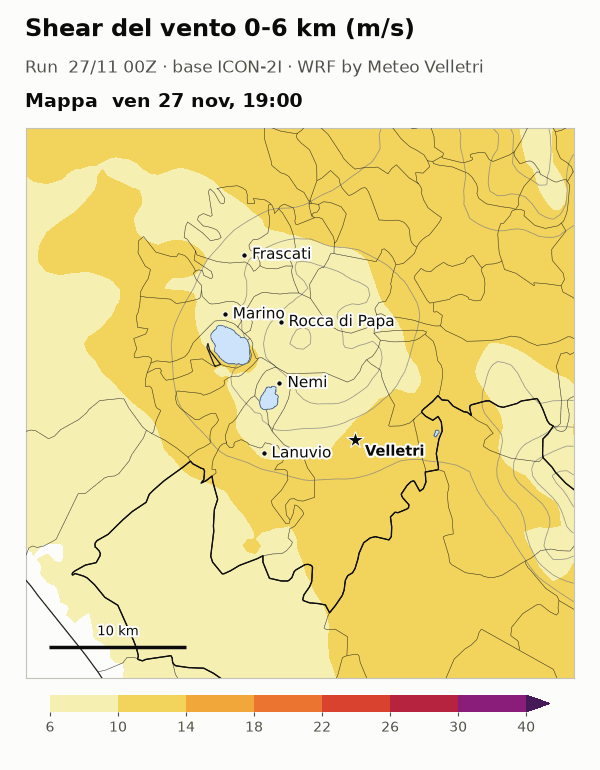 Shear del vento 0-6 km (m/s)
Run  27/11 00Z · base ICON-2I · WRF by Meteo Velletri
Mappa  ven 27 nov, 19:00
Frascati
Marino
Rocca di Papa
Nemi
Velletri
Lanuvio
10 km
6 10 14 18 22 26 30 40